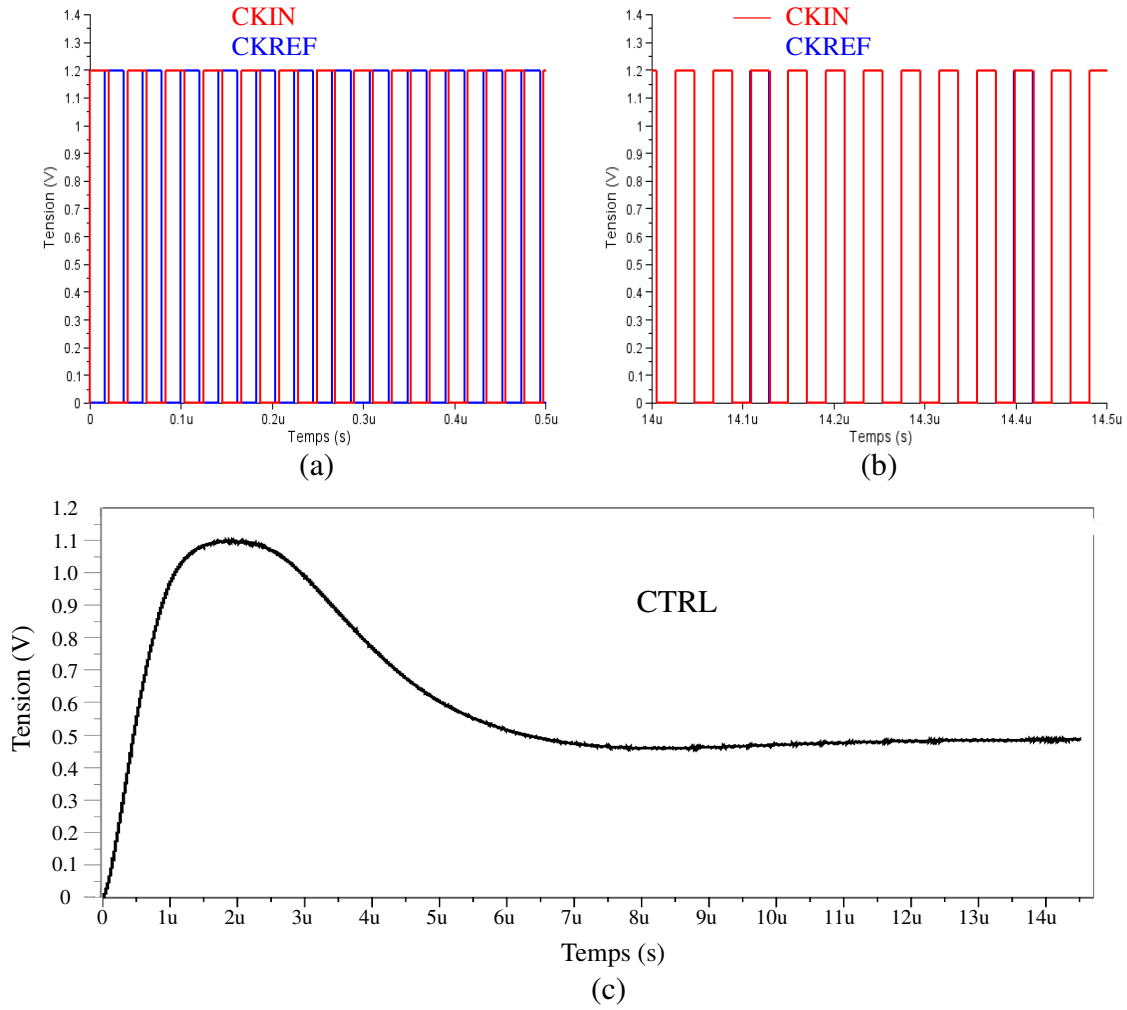 CKIN
CKREF
1.4
1.3
1.2
1.1
1
0.9
0.8
0.7
0.6
0.5
0.4
0.3
0.2
0.1
0
Tension (V)
0 0.1u 0.2u 0.3u 0.4u 0.5u
Temps (s)
(a)
CKIN
CKREF
1.4
1.3
1.2
1.1
1
0.9
0.8
0.7
0.6
0.5
0.4
0.3
0.2
0.1
0
Tension (V)
14u 14.1u 14.2u 14.3u 14.4u 14.5u
Temps (s)
(b)
1.2
1.1
1.0
0.9
0.8
0.7
0.6
0.5
0.4
0.3
0.2
0.1
0
Tension (V)
CTRL
0 1u 2u 3u 4u 5u 6u 7u 8u 9u 10u 11u 12u 13u 14u
Temps (s)
(c)